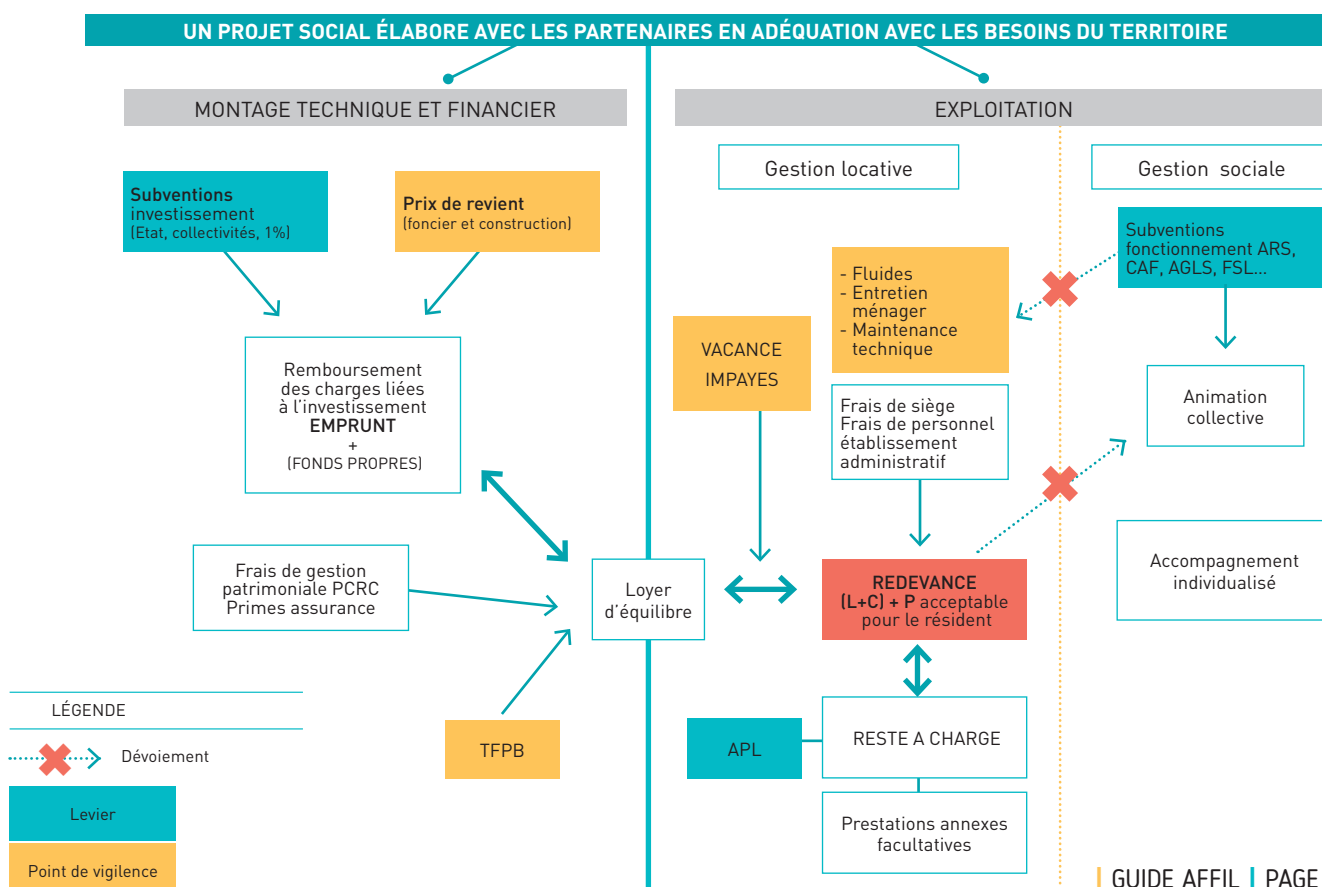 UN PROJET SOCIAL ÉLABORE AVEC LES PARTENAIRES EN ADÉQUATION AVEC LES BESOINS DU TERRITOIRE
MONTAGE TECHNIQUE ET FINANCIER
Subventions
investissement
(Etat, collectivités, 1%)
Prix de revient
(foncier et construction)
Remboursement
des charges liées
à l'investissement
EMPRUNT
+
(FONDS PROPRES)
Frais de gestion
patrimoniale PCRC
Primes assurance
TFPB
Loyer
d'équilibre
EXPLOITATION
Gestion locative
VACANCE
IMPAYES
- Fluides
- Entretien
ménager
- Maintenance
technique
Frais de siège
Frais de personnel
établissement
administratif
REDEVANCE
(L+C) + P acceptable
pour le résident
APL
RESTE A CHARGE
Prestations annexes
facultatives
Gestion sociale
Subventions
fonctionnement ARS,
CAF, AGLS, FSL...
Animation
collective
Accompagnement
individualisé
LÉGENDE
Dévoiement
Levier
Point de vigilence
| GUIDE AFFIL | PAGE